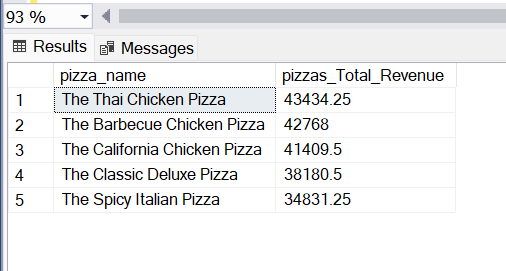 93 %
Results Messages
pizza_name pizzas_Total_Revenue
1 The Thai Chicken Pizza 43434.25
2 The Barbecue Chicken Pizza 42768
3 The California Chicken Pizza 41409.5
4 The Classic Deluxe Pizza 38180.5
5 The Spicy Italian Pizza 34831.25